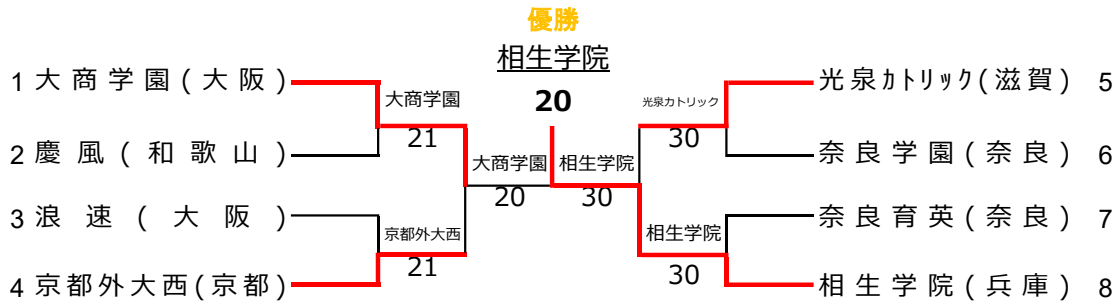 優勝
相生学院
20
1 大商学園(大阪)
2 慶風(和歌山)
3 浪速(大阪)
4 京都外大西(京都)
大商学園
21
京都外大西
21
大商学園
20
相生学院
30
光泉カトリック
30
相生学院
30
光泉カトリック(滋賀) 5
奈良学園(奈良) 6
奈良育英(奈良) 7
相生学院(兵庫) 8